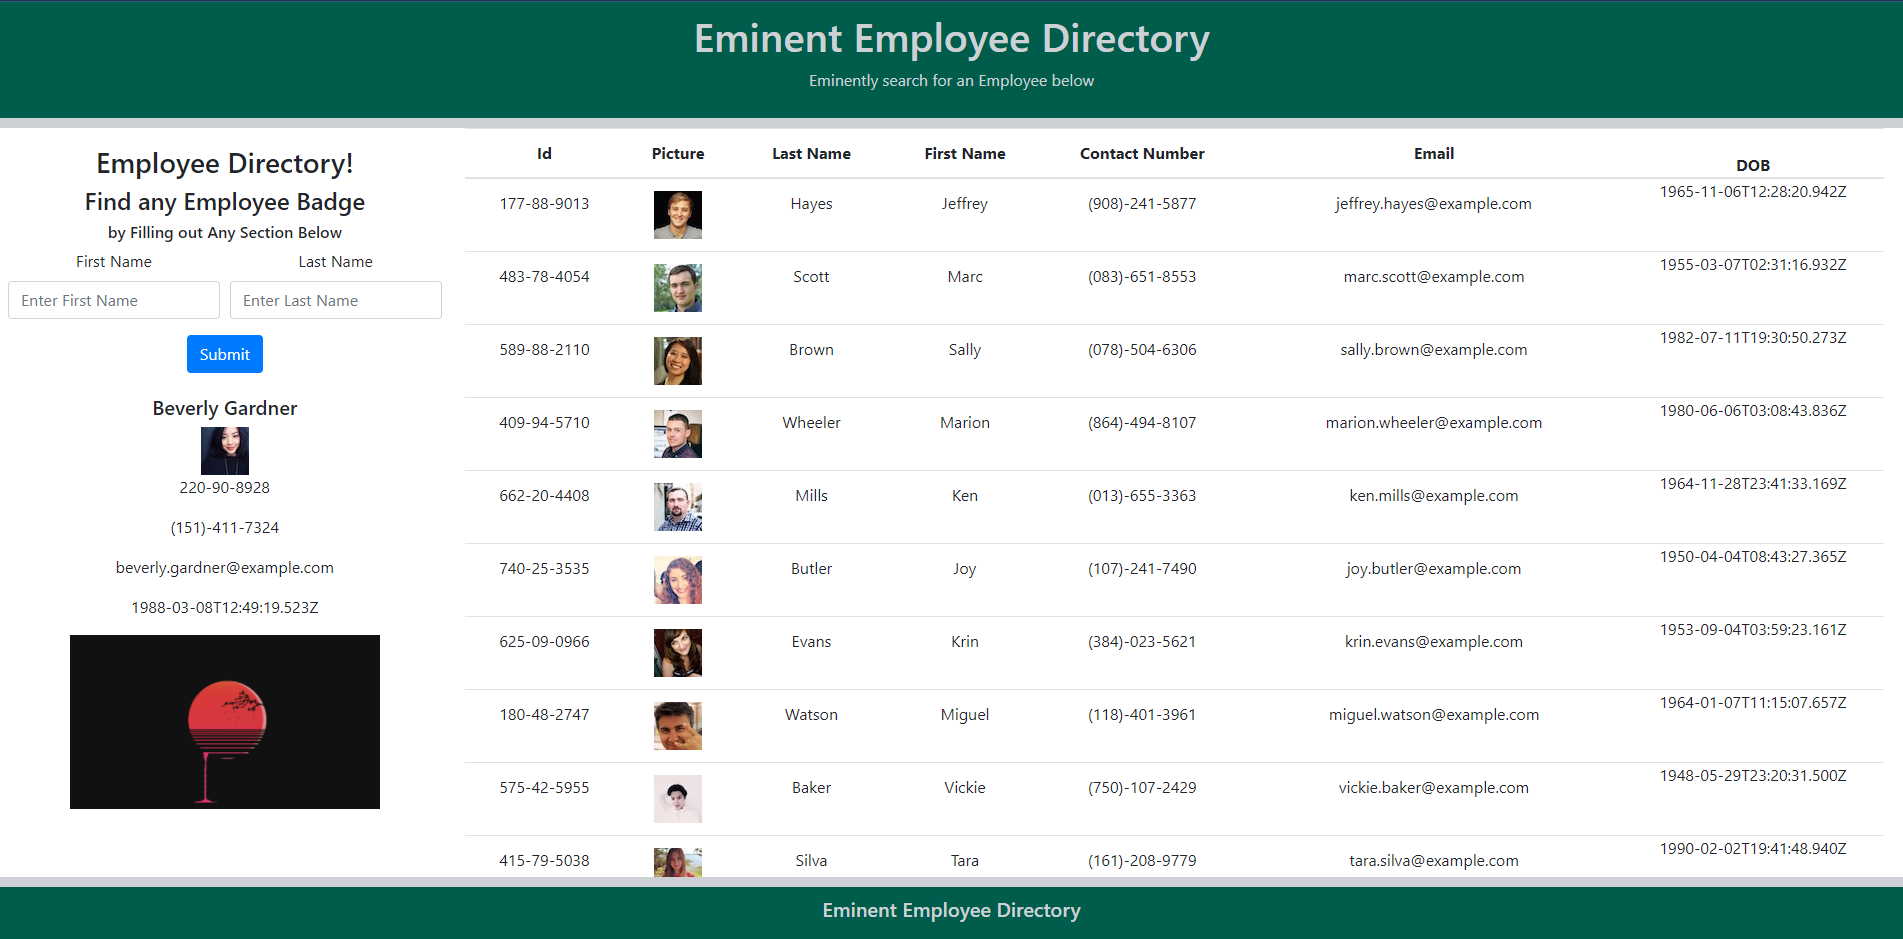 Eminent Employee Directory
Eminently search for an Employee below
Employee Directory!
Find any Employee Badge
by Filling out Any Section Below
First Name Last Name
Enter First Name Enter Last Name
Submit
Beverly Gardner
220-90-8928
(151)-411-7324
beverly.gardner@example.com
1988-03-08T12:49:19.523Z
Id Picture Last Name First Name Contact Number Email DOB
177-88-9013 Hayes Jeffrey (908)-241-5877 jeffrey.hayes@example.com 1965-11-06T12:28:20.942Z
483-78-4054 Scott Marc (083)-651-8553 marc.scott@example.com 1955-03-07T02:31:16.932Z
589-88-2110 Brown Sally (078)-504-6306 sally.brown@example.com 1982-07-11T19:30:50.273Z
409-94-5710 Wheeler Marion (864)-494-8107 marion.wheeler@example.com 1980-06-06T03:08:43.836Z
662-20-4408 Mills Ken (013)-655-3363 ken.mills@example.com 1964-11-28T23:41:33.169Z
740-25-3535 Butler Joy (107)-241-7490 joy.butler@example.com 1950-04-04T08:43:27.365Z
625-09-0966 Evans Krin (384)-023-5621 krin.evans@example.com 1953-09-04T03:59:23.161Z
180-48-2747 Watson Miguel (118)-401-3961 miguel.watson@example.com 1964-01-07T11:15:07.657Z
575-42-5955 Baker Vickie (750)-107-2429 vickie.baker@example.com 1948-05-29T23:20:31.500Z
415-79-5038 Silva Tara (161)-208-9779 tara.silva@example.com 1990-02-02T19:41:48.940Z
Eminent Employee Directory